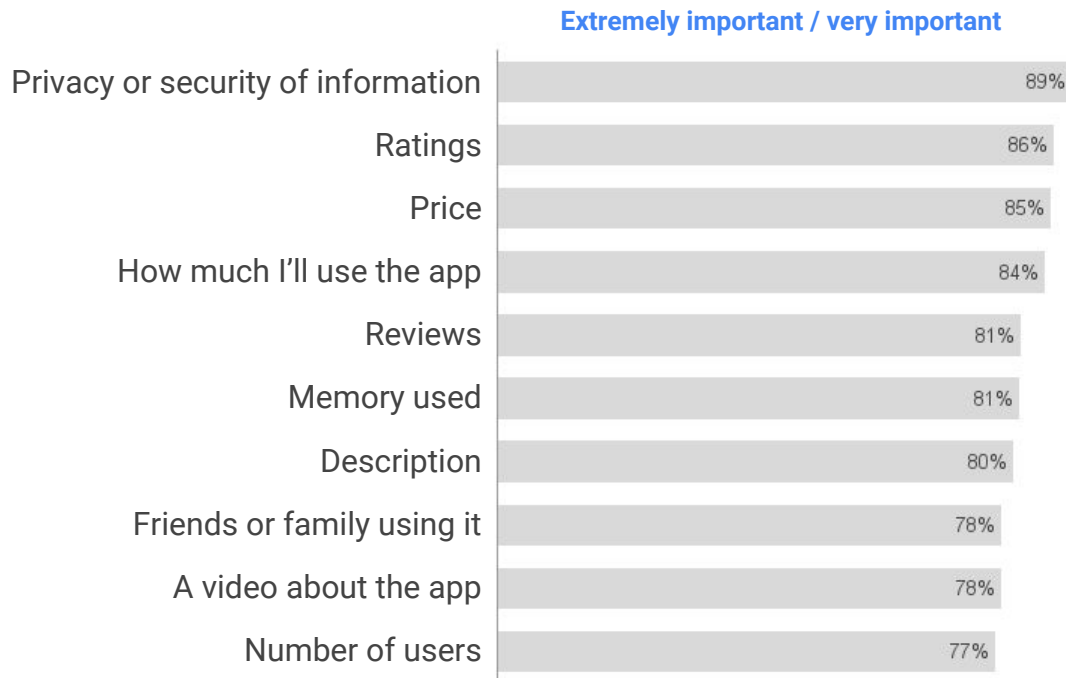 Extremely important / very important
Privacy or security of information 89%
Ratings 86%
Price 85%
How much I’ll use the app 84%
Reviews 81%
Memory used 81%
Description 80%
Friends or family using it 78%
A video about the app 78%
Number of users 77%